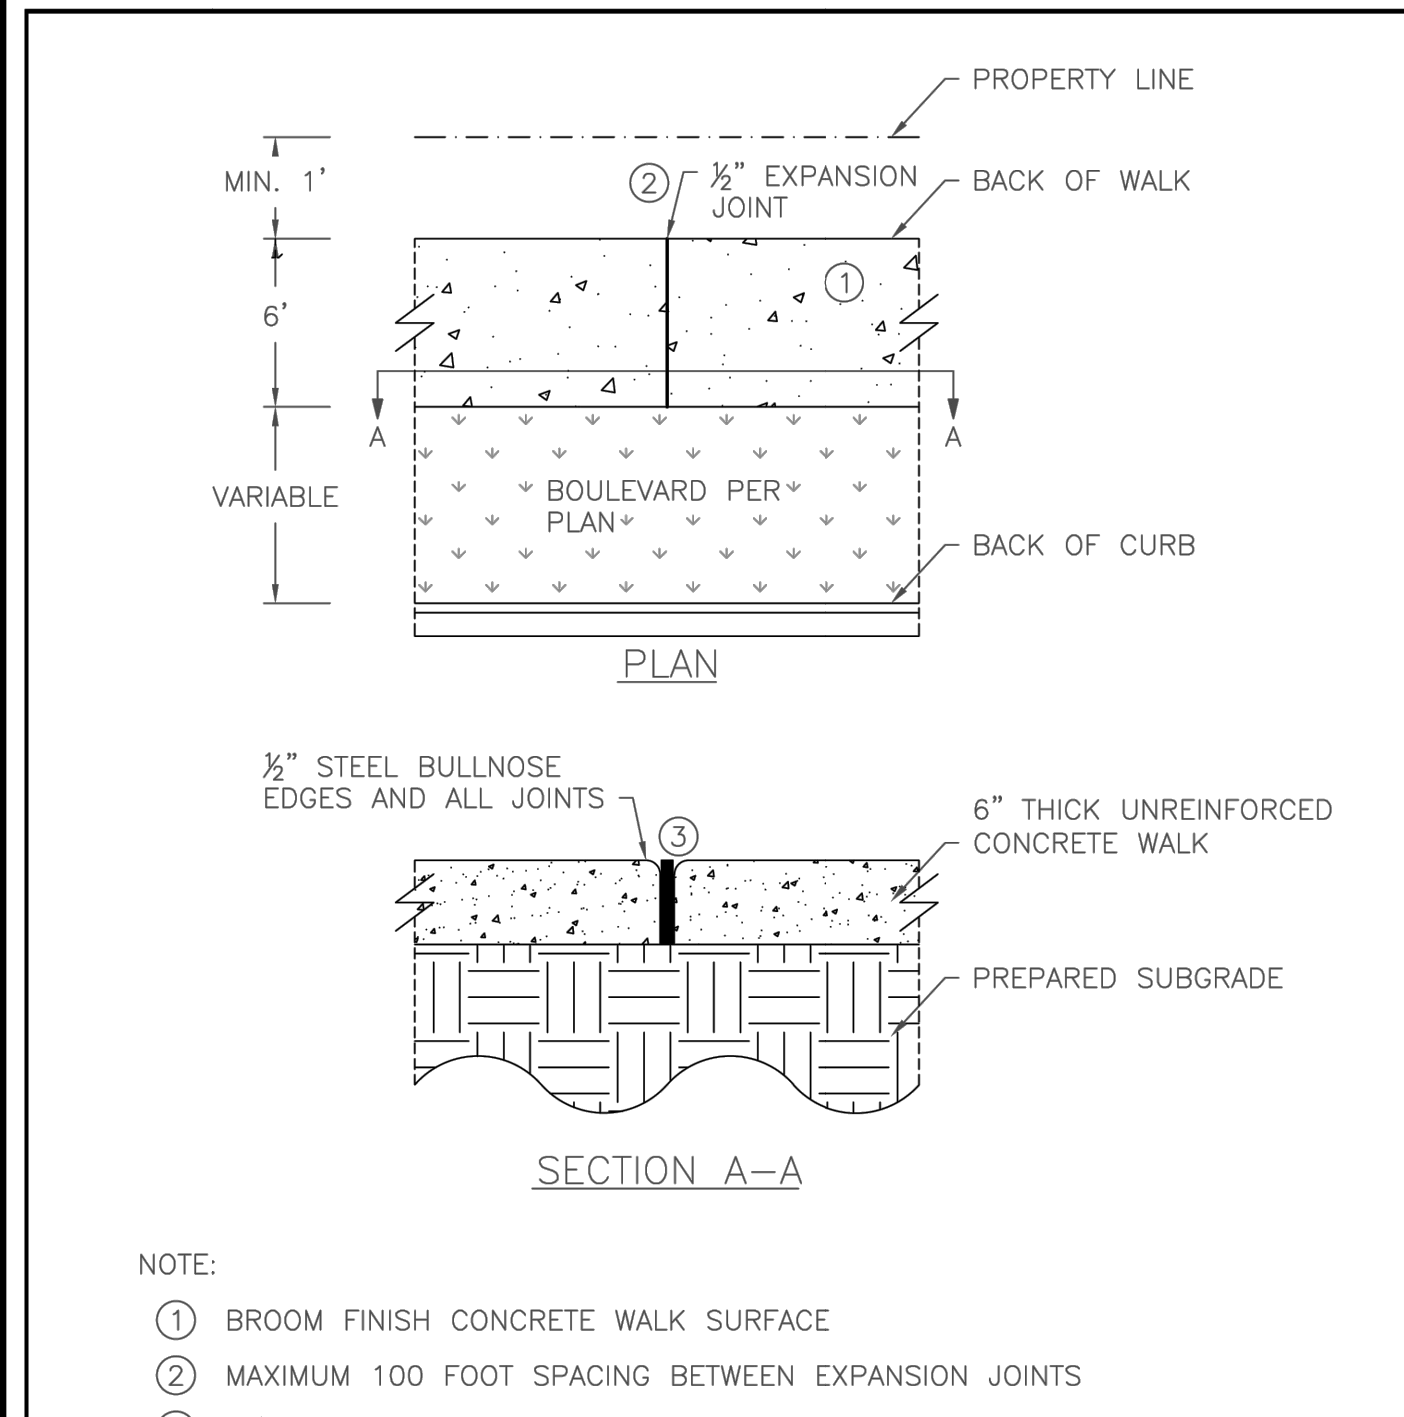 PROPERTY LINE
MIN. 1'
2
½" EXPANSION
JOINT
BACK OF WALK
1
6'
A
A
VARIABLE
BOULEVARD PER
PLAN
BACK OF CURB
PLAN
½" STEEL BULLNOSE
EDGES AND ALL JOINTS
3
6" THICK UNREINFORCED
CONCRETE WALK
PREPARED SUBGRADE
SECTION A-A
NOTE:
1 BROOM FINISH CONCRETE WALK SURFACE
2 MAXIMUM 100 FOOT SPACING BETWEEN EXPANSION JOINTS